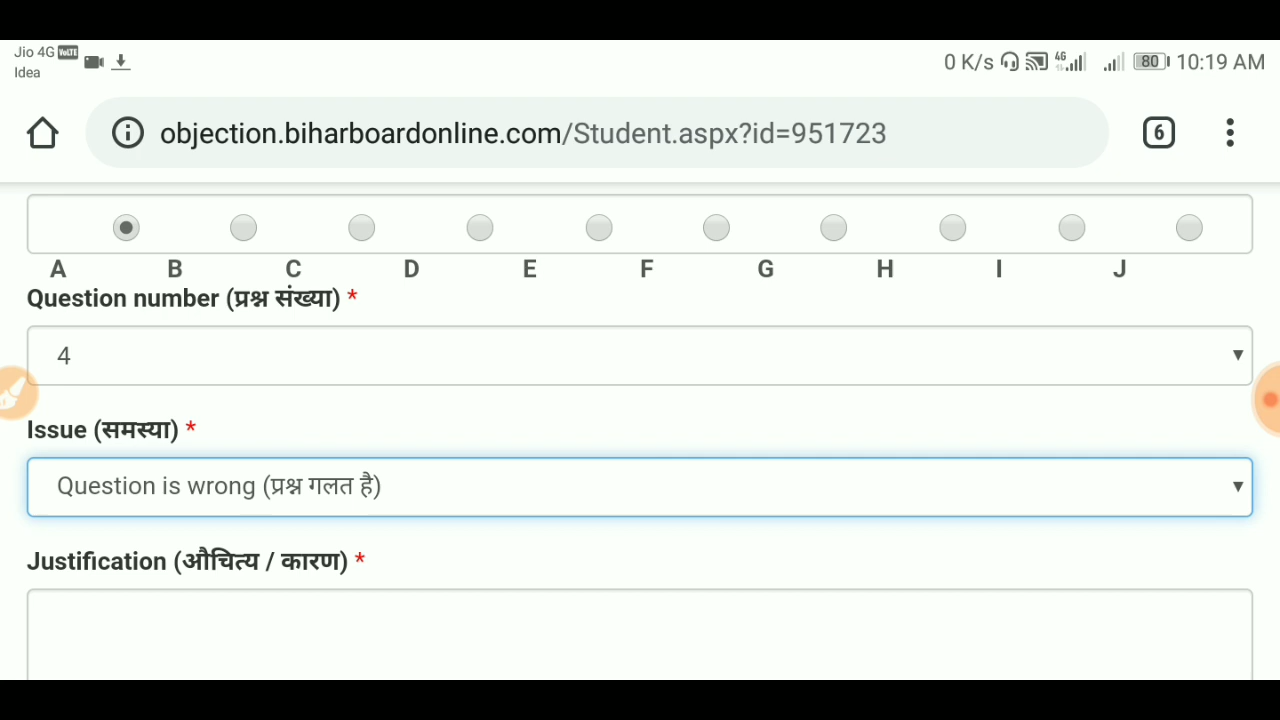 Jio 4G VoLTE
Idea
0 K/s 4G 80 10:19 AM
objection.biharboardonline.com/Student.aspx?id=951723
6
A B C D E F G H I J
Question number (प्रश्न संख्या) *
4
Issue (समस्या) *
Question is wrong (प्रश्न गलत है)
Justification (औचित्य / कारण) *